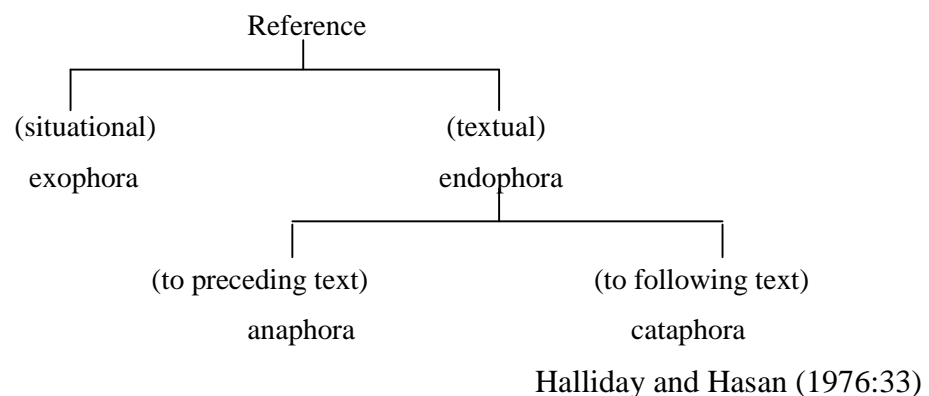 Reference
(situational) (textual)
exophora endophora
(to preceding text) (to following text)
anaphora cataphora
Halliday and Hasan (1976:33)